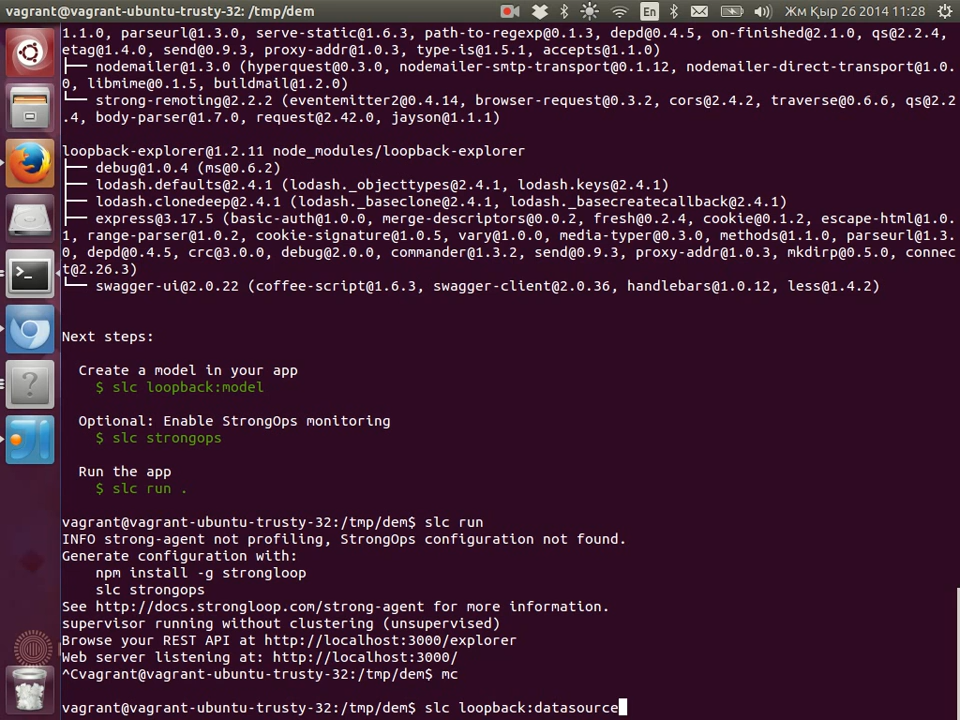 vagrant@vagrant-ubuntu-trusty-32: /tmp/dem
En
Жм Қыр 26 2014 11:28
1.1.0, parseurl@1.3.0, serve-static@1.6.3, path-to-regexp@0.1.3, depd@0.4.5, on-finished@2.1.0, qs@2.2.4,
etag@1.4.0, send@0.9.3, proxy-addr@1.0.3, type-is@1.5.1, accepts@1.1.0)
├── nodemailer@1.3.0 (hyperquest@0.3.0, nodemailer-smtp-transport@0.1.12, nodemailer-direct-transport@1.0.
0, libmime@0.1.5, buildmail@1.2.0)
└── strong-remoting@2.2.2 (eventemitter2@0.4.14, browser-request@0.3.2, cors@2.4.2, traverse@0.6.6, qs@2.2
.4, body-parser@1.7.0, request@2.42.0, jayson@1.1.1)
loopback-explorer@1.2.11 node_modules/loopback-explorer
├── debug@1.0.4 (ms@0.6.2)
├── lodash.defaults@2.4.1 (lodash._objecttypes@2.4.1, lodash.keys@2.4.1)
├── lodash.clonedeep@2.4.1 (lodash._baseclone@2.4.1, lodash._basecreatecallback@2.4.1)
├── express@3.17.5 (basic-auth@1.0.0, merge-descriptors@0.0.2, fresh@0.2.4, cookie@0.1.2, escape-html@1.0.
1, range-parser@1.0.2, cookie-signature@1.0.5, vary@1.0.0, media-typer@0.3.0, methods@1.1.0, parseurl@1.3.
0, depd@0.4.5, crc@3.0.0, debug@2.0.0, commander@1.3.2, send@0.9.3, proxy-addr@1.0.3, mkdirp@0.5.0, connec
t@2.26.3)
└── swagger-ui@2.0.22 (coffee-script@1.6.3, swagger-client@2.0.36, handlebars@1.0.12, less@1.4.2)
Next steps:
Create a model in your app
$ slc loopback:model
Optional: Enable StrongOps monitoring
$ slc strongops
Run the app
$ slc run .
vagrant@vagrant-ubuntu-trusty-32:/tmp/dem$ slc run
INFO strong-agent not profiling, StrongOps configuration not found.
Generate configuration with:
npm install -g strongloop
slc strongops
See http://docs.strongloop.com/strong-agent for more information.
supervisor running without clustering (unsupervised)
Browse your REST API at http://localhost:3000/explorer
Web server listening at: http://localhost:3000/
^Cvagrant@vagrant-ubuntu-trusty-32:/tmp/dem$ mc
vagrant@vagrant-ubuntu-trusty-32:/tmp/dem$ slc loopback:datasource